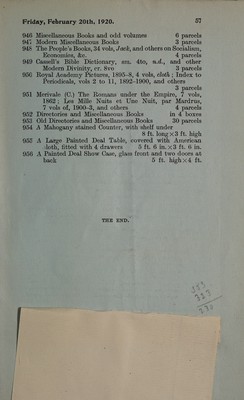 Friday, February 20th, 1920. 57
946 Miscellaneous Books and odd volumes 6 parcels
947 Modern Miscellaneous Books 3 parcels
948 The People's Books, 34 vols, Jack, and others on Socialism,
Economics, &c. 4 parcels
949 Cassell's Bible Dictionary, sm. 4to, n.d., and other
Modern Divinity, cr. 8vo 3 parcels
950 Royal Academy Pictures, 1895-8, 4 vols, cloth; Index to
Periodicals, vols 2 to 11, 1892-1900, and others
3 parcels
951 Merivale (C.) The Romans under the Empire, 7 vols,
1862; Les Mille Nuits et Une Nuit, par Mardrus,
7 vols of, 1900-3, and others 4 parcels
952 Directories and Miscellaneous Books in 4 boxes
953 Old Directories and Miscellaneous Books 30 parcels
954 A Mahogany stained Counter, with shelf under
8 ft. long x 3 ft. high
955 A Large Painted Deal Table, covered with American
cloth, fitted with 4 drawers 5 ft. 6 in. x 3 ft. 6 in.
956 A Painted Deal Show Case, glass front and two doors at
back 5 ft. high x 4 ft.
THE END.